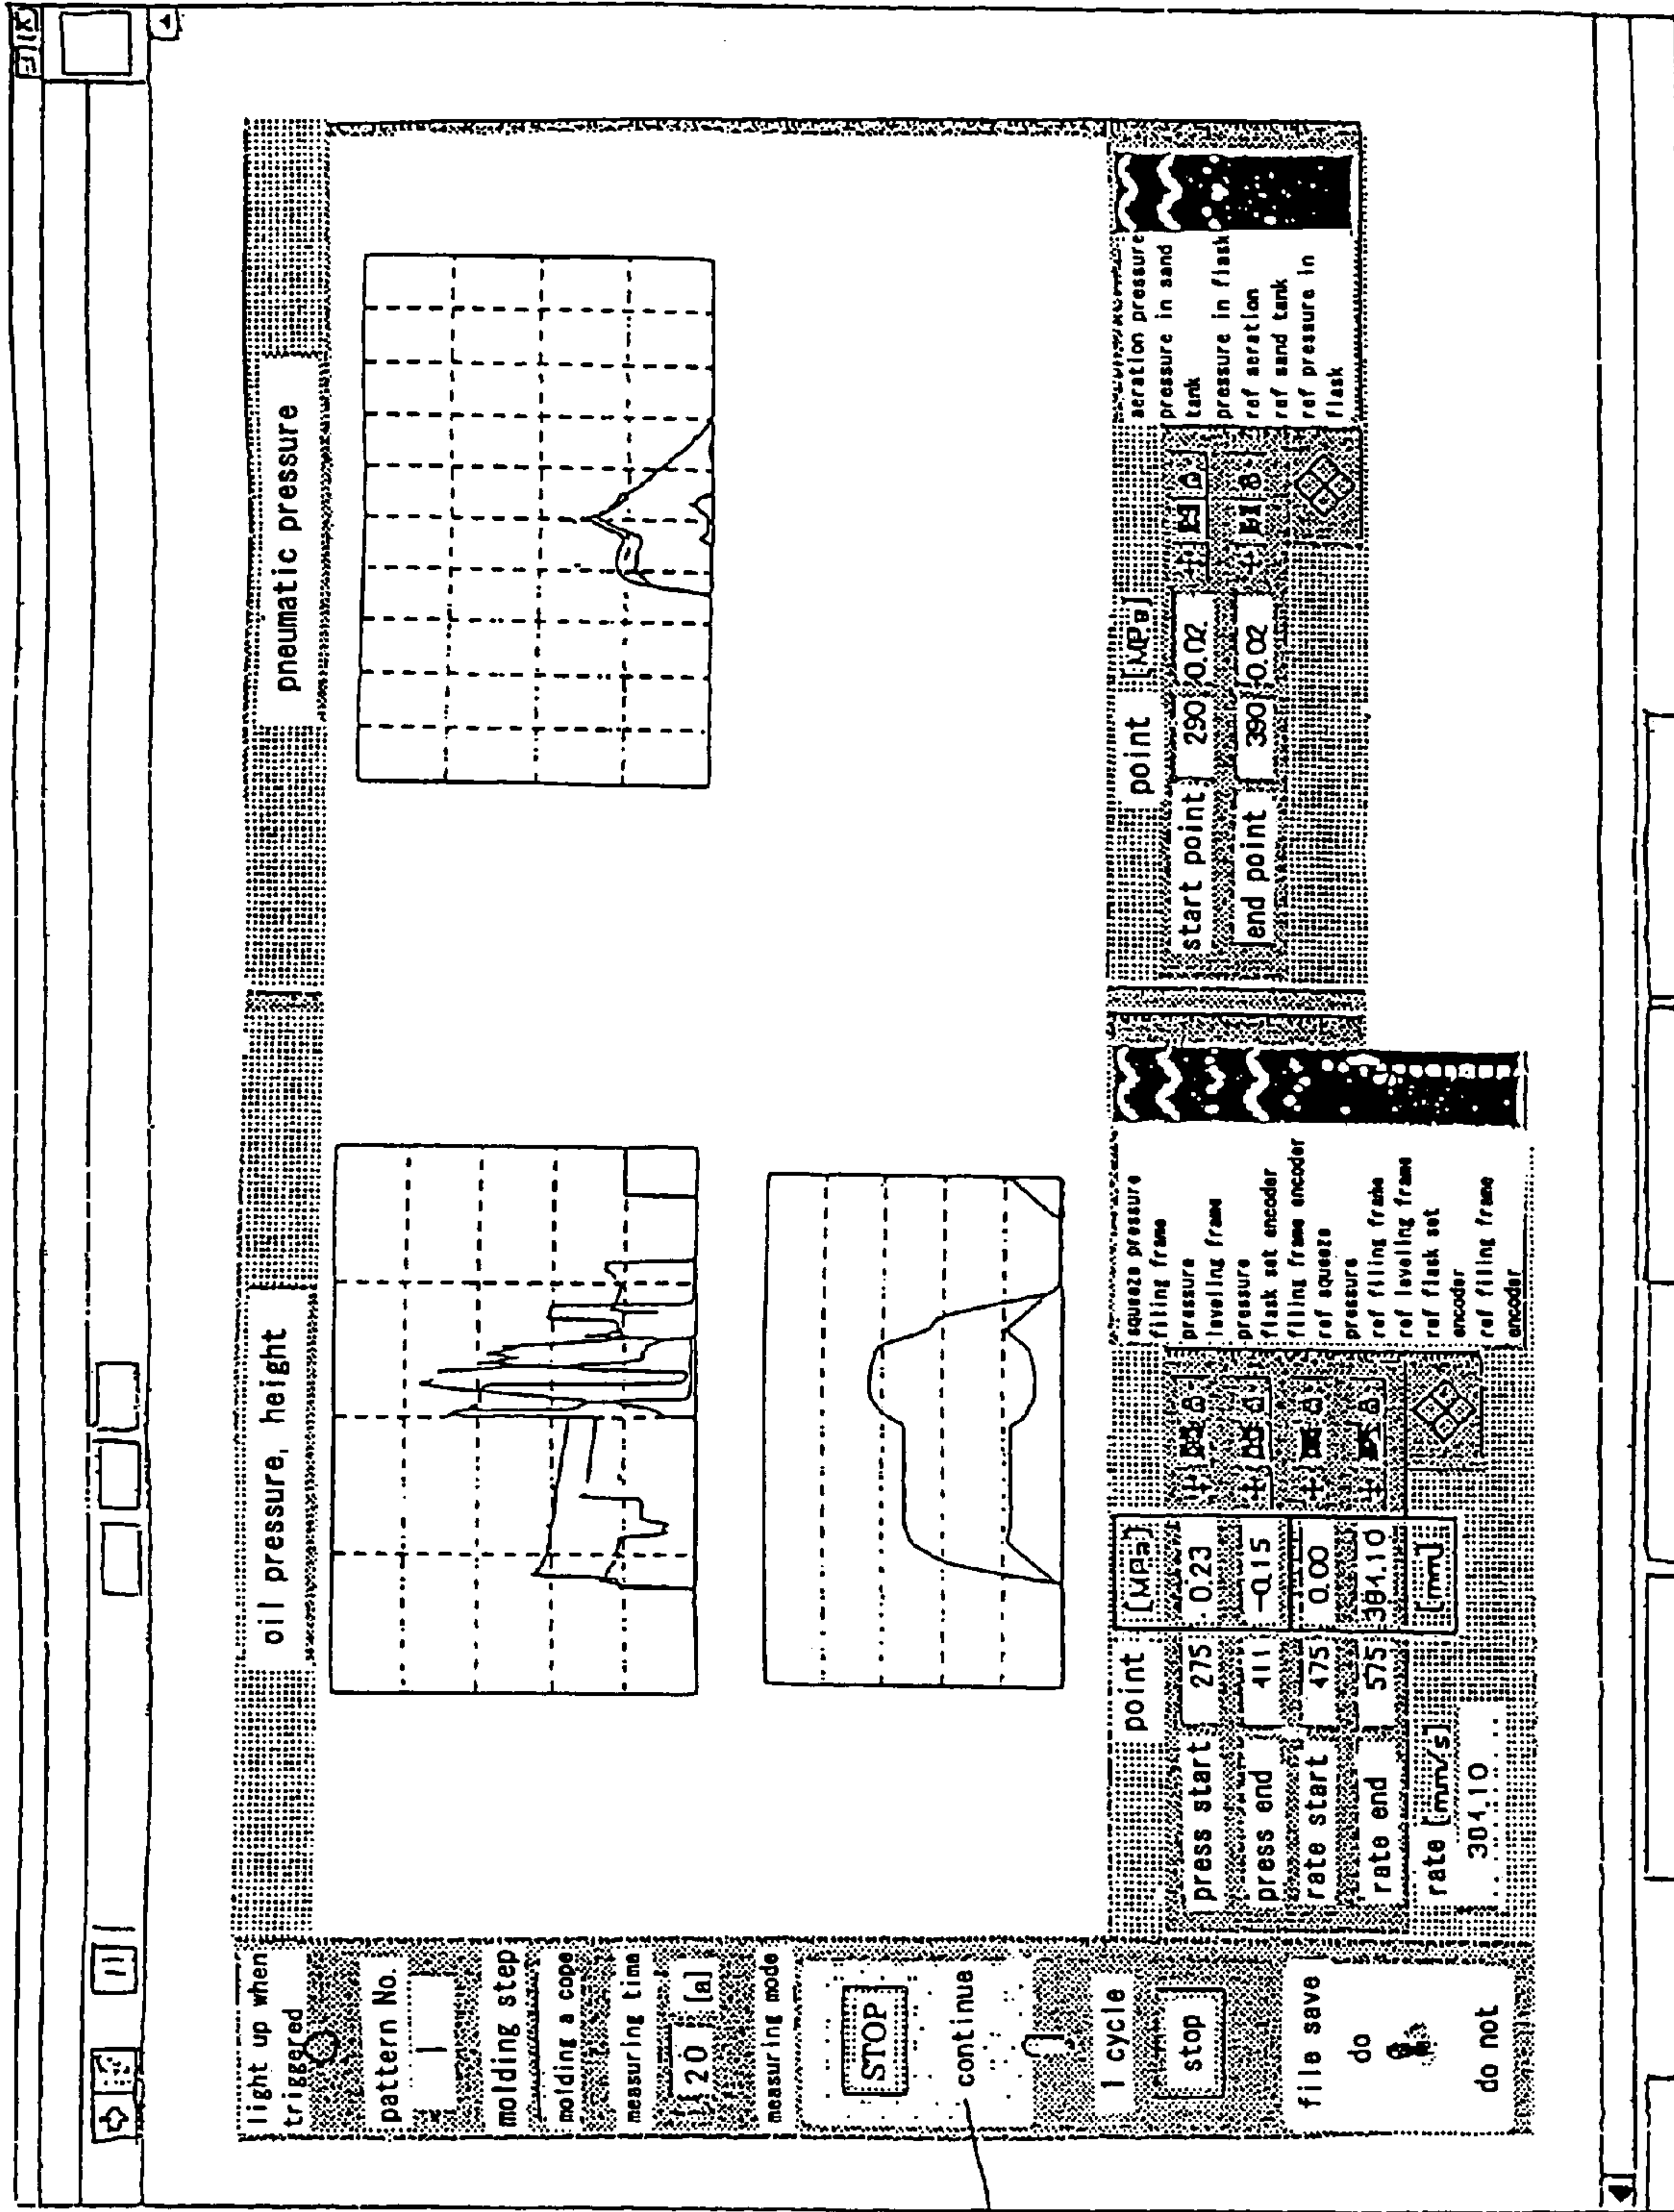 light up when
triggered
pattern No.
1
molding step
molding a cope
measuring time
20 [a]
measuring mode
STOP
continue
1 cycle
stop
file save
do
do not
oil pressure, height
point [MPa]
press start 275 0.23
press end 411 -0.15
rate start 475 0.00
rate end 575 384.10
rate [mm/s] [mm]
384.10
squeeze pressure
filling frame
pressure
leveling frame
pressure
flask set encoder
filling frame encoder
ref squeeze
pressure
ref filling frame
ref leveling frame
ref flask set
encoder
ref filling frame
encoder
pneumatic pressure
point [MPa]
start point 290 0.02
end point 390 0.02
aeration pressure
pressure in sand
tank
pressure in flask
ref aeration
ref sand tank
ref pressure in
flask